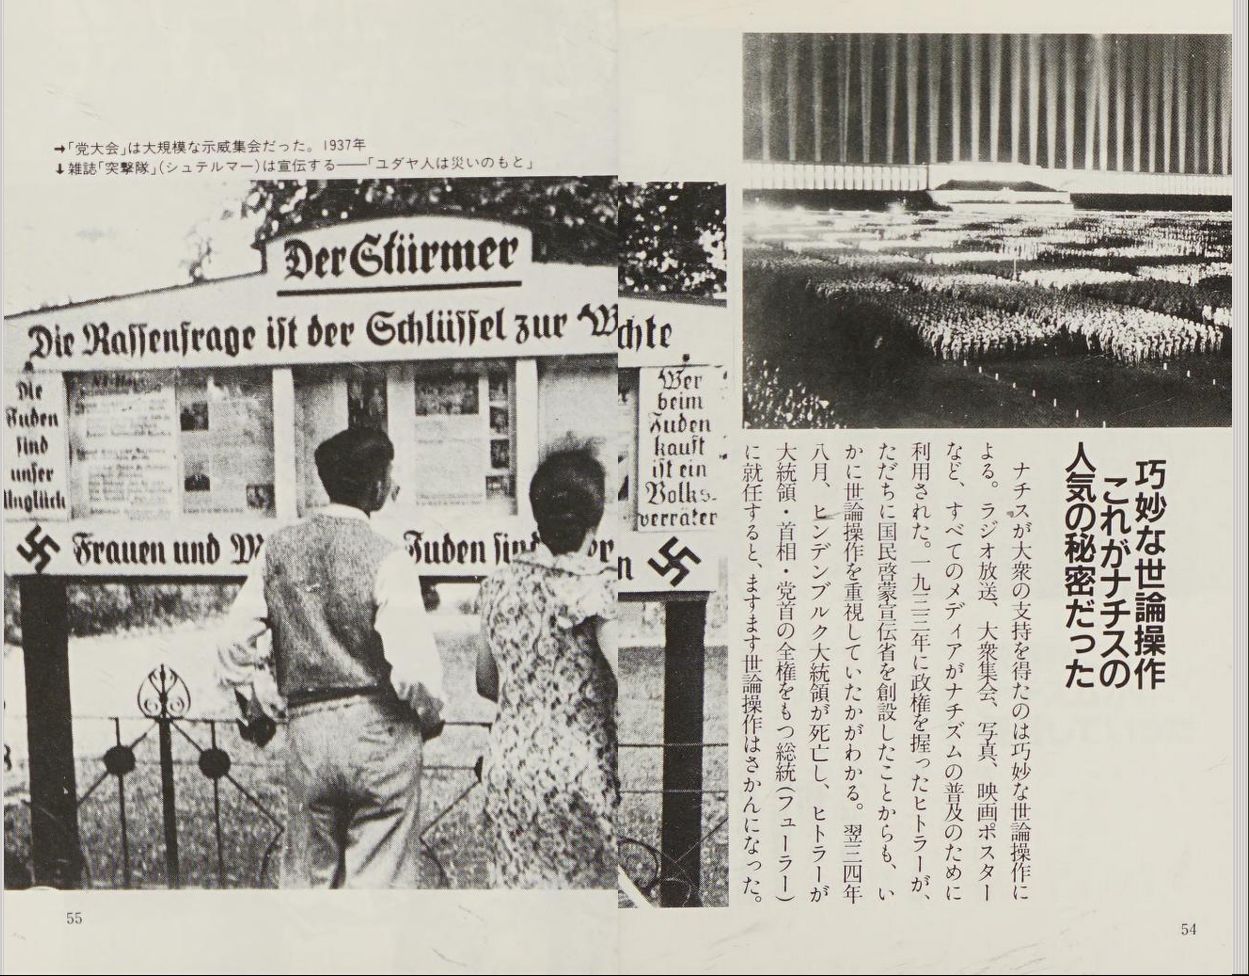 巧妙な世論操作
これがナチスの
人気の秘密だった
ナチスが大衆の支持を得たのは巧妙な世論操作に
よる。ラジオ放送、大衆集会、写真、映画ポスター
など、すべてのメディアがナチズムの普及のために
利用された。一九三三年に政権を握ったヒトラーが、
ただちに国民啓蒙宣伝省を創設したことからも、い
かに世論操作を重視していたかがわかる。翌三四年
八月、ヒンデンブルク大統領が死亡し、ヒトラーが
大統領・首相・党首の全権をもつ総統(フューラー)
に就任すると、ますます世論操作はさかんになった。
54
→「党大会」は大規模な示威集会だった。1937年
↓雑誌「突撃隊」(シュテルマー)は宣伝する——「ユダヤ人は災いのもと」
Der Stürmer
Die Rassenfrage ist der Schlüssel zur W chte
Die
Juden
sind
unser
Unglück
Wer
beim
Juden
kauft
ist ein
Volks-
verräter
Frauen und M Juden sind
55